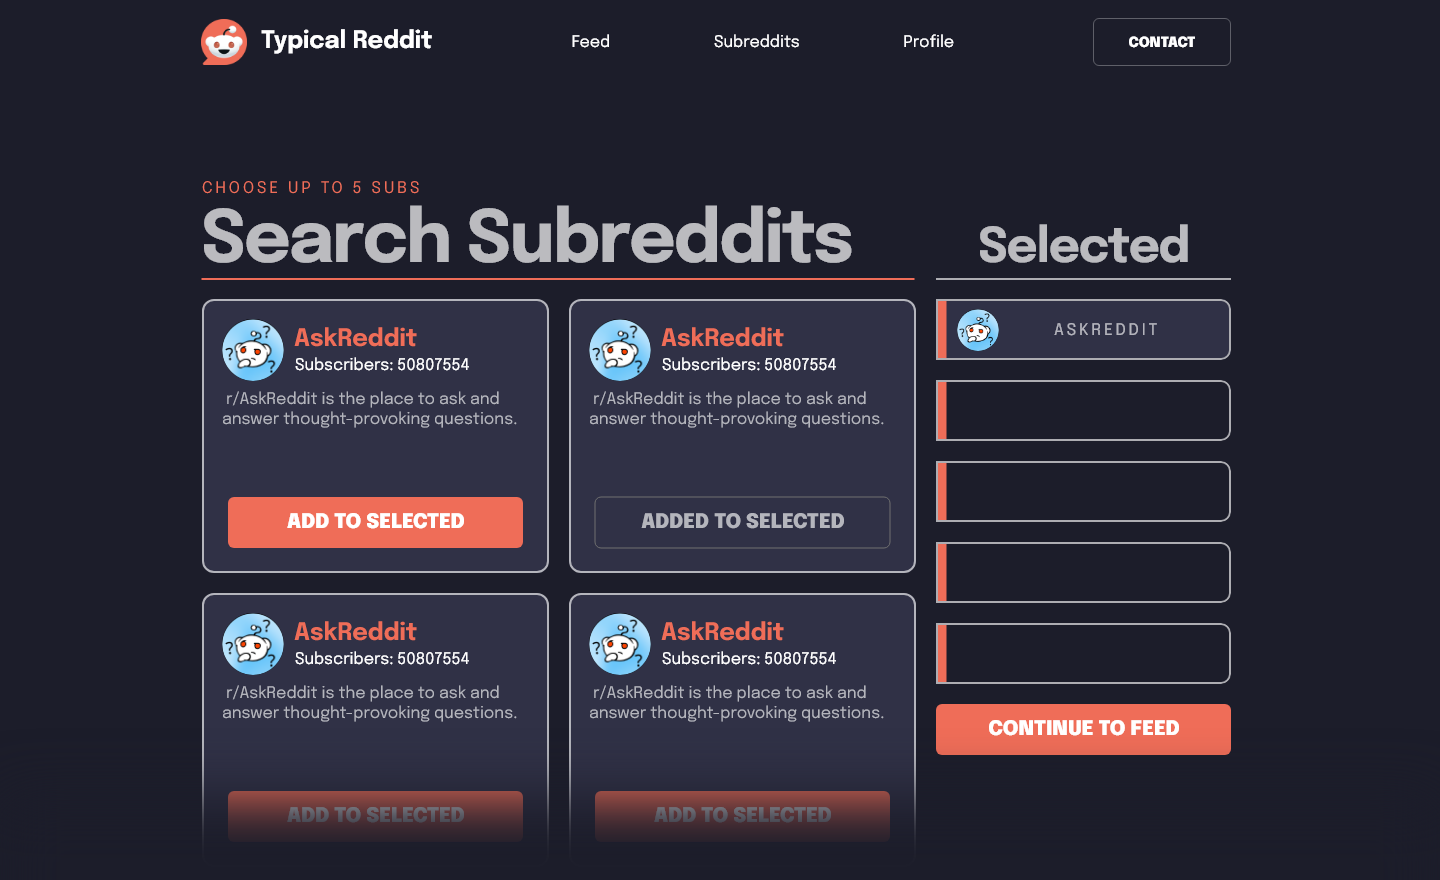 Typical Reddit
Feed
Subreddits
Profile
CONTACT
CHOOSE UP TO 5 SUBS
Search Subreddits
AskReddit
Subscribers: 50807554
r/AskReddit is the place to ask and
answer thought-provoking questions.
ADD TO SELECTED
AskReddit
Subscribers: 50807554
r/AskReddit is the place to ask and
answer thought-provoking questions.
ADDED TO SELECTED
AskReddit
Subscribers: 50807554
r/AskReddit is the place to ask and
answer thought-provoking questions.
ADD TO SELECTED
AskReddit
Subscribers: 50807554
r/AskReddit is the place to ask and
answer thought-provoking questions.
ADD TO SELECTED
Selected
ASKREDDIT
CONTINUE TO FEED